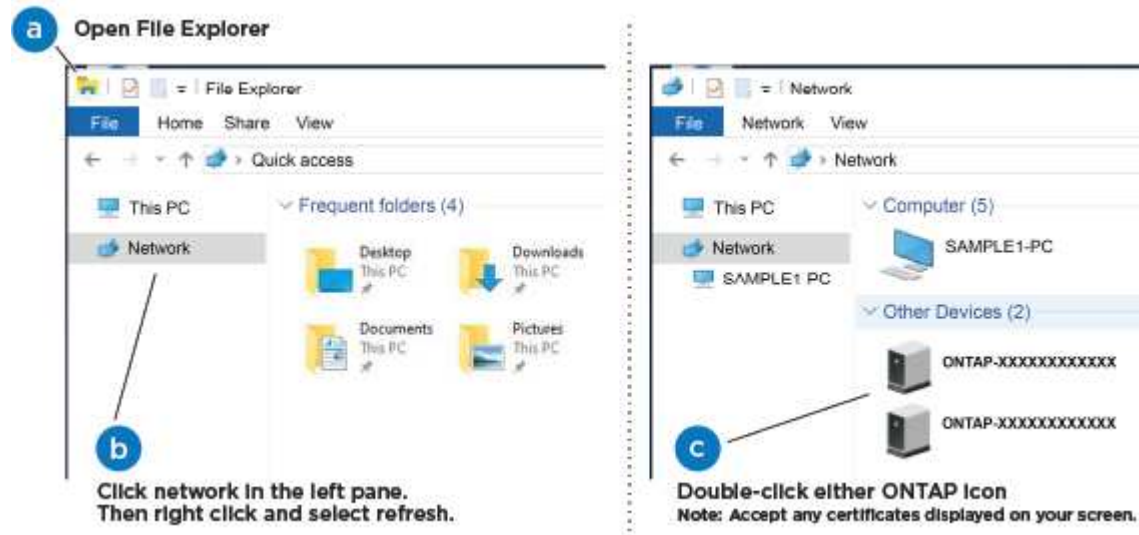 a
Open File Explorer
File Explorer
File Home Share View
Quick access
This PC
Network
Frequent folders (4)
Desktop
This PC
Downloads
This PC
Documents
This PC
Pictures
This PC
b
Click network in the left pane.
Then right click and select refresh.
Network
File Network View
Network
This PC
Network
SAMPLE1 PC
Computer (5)
SAMPLE1-PC
Other Devices (2)
ONTAP-XXXXXXXXXXXX
ONTAP-XXXXXXXXXXXX
c
Double-click either ONTAP icon
Note: Accept any certificates displayed on your screen.